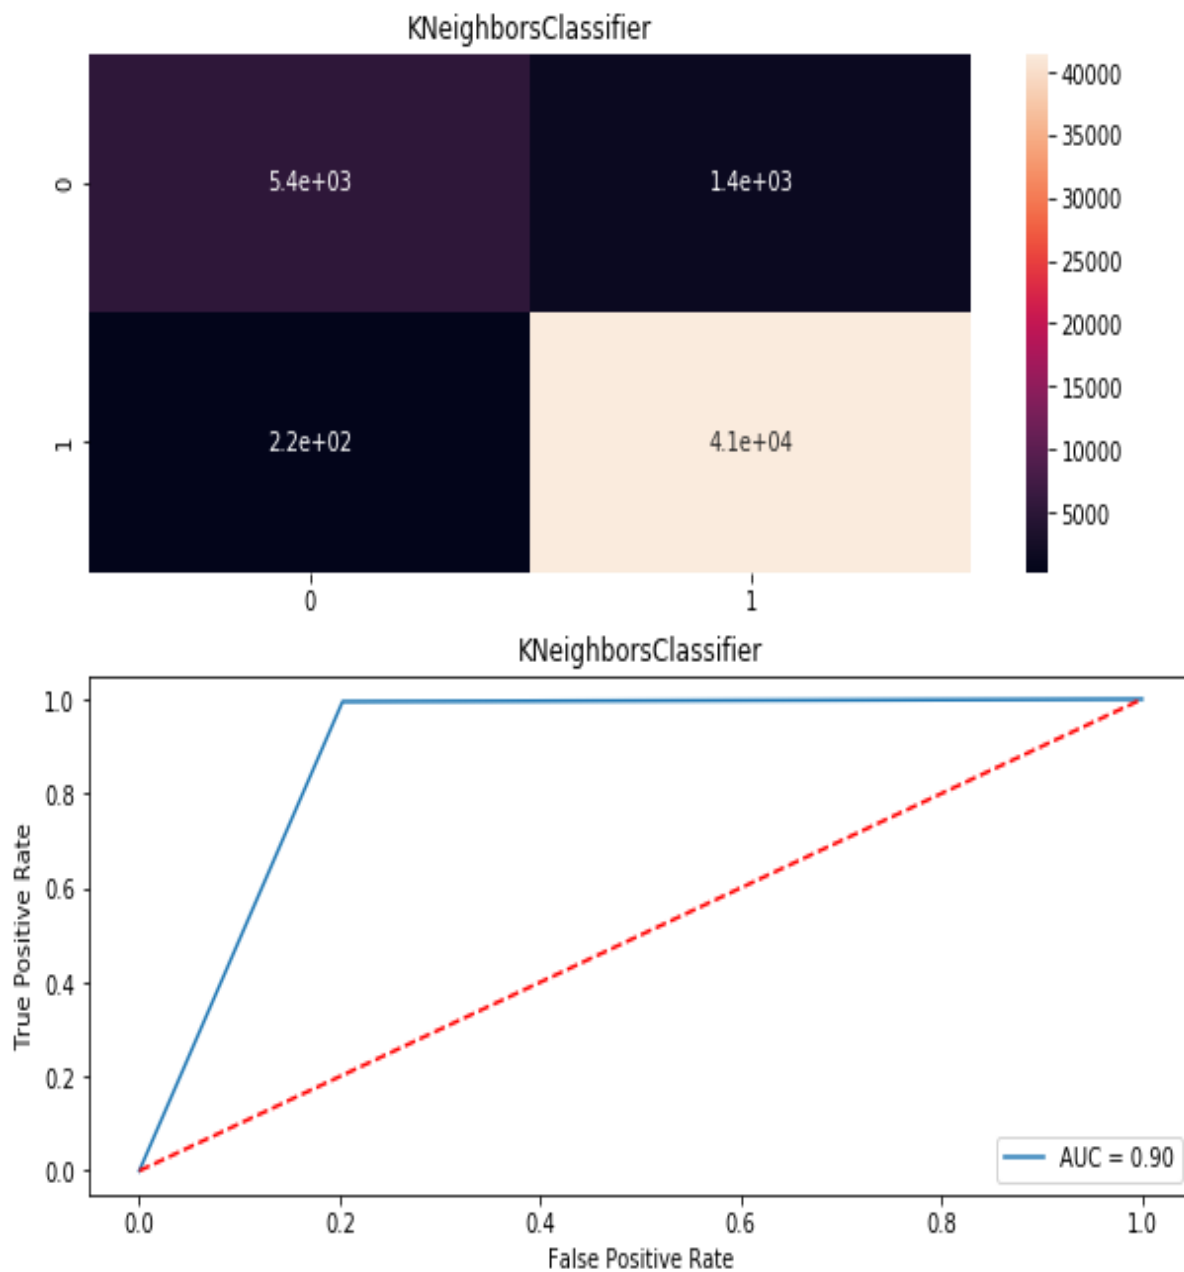 KNeighborsClassifier
0
5.4e+03
1.4e+03
1
2.2e+02
4.1e+04
0
1
40000
35000
30000
25000
20000
15000
10000
5000
KNeighborsClassifier
True Positive Rate
1.0
0.8
0.6
0.4
0.2
0.0
AUC = 0.90
0.0
0.2
0.4
0.6
0.8
1.0
False Positive Rate